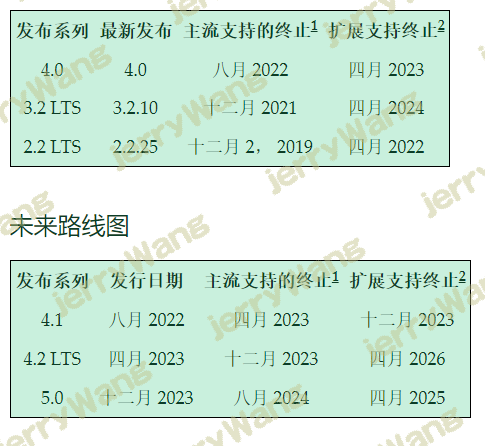 发布系列 最新发布 主流支持的终止1 扩展支持终止2
4.0 4.0 八月 2022 四月 2023
3.2 LTS 3.2.10 十二月 2021 四月 2024
2.2 LTS 2.2.25 十二月 2， 2019 四月 2022
未来路线图
发布系列 发行日期 主流支持的终止1 扩展支持终止2
4.1 八月 2022 四月 2023 十二月 2023
4.2 LTS 四月 2023 十二月 2023 四月 2026
5.0 十二月 2023 八月 2024 四月 2025
jerryWang